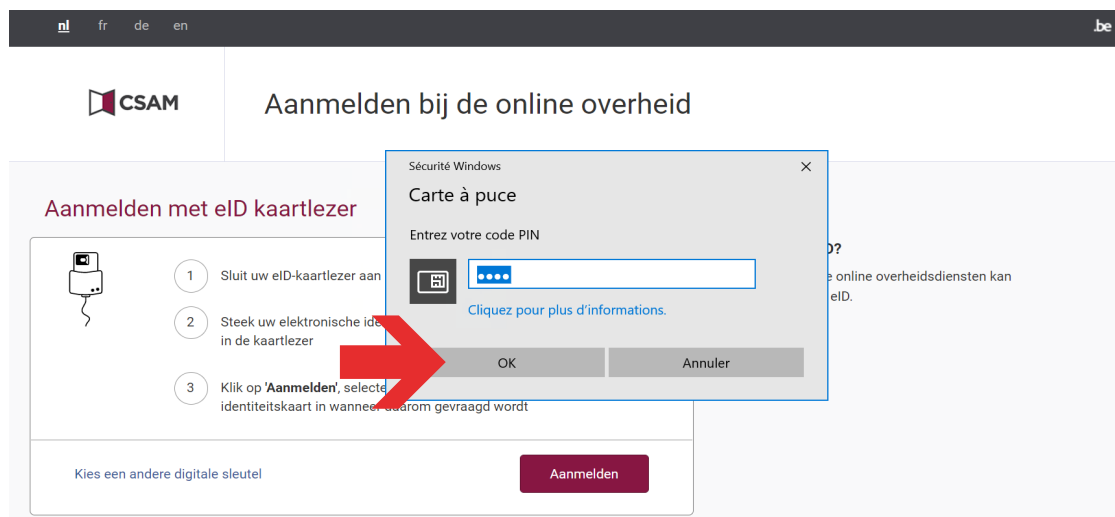 nl fr de en
.be
CSAM
Aanmelden bij de online overheid
Sécurité Windows
Carte à puce
Entrez votre code PIN
Cliquez pour plus d'informations.
OK Annuler
Aanmelden met eID kaartlezer
1 Sluit uw eID-kaartlezer aan
2 Steek uw elektronische
in de kaartlezer
3 Klik op 'Aanmelden',
identiteitskaart in wanneer daarom gevraagd wordt
Kies een andere digitale sleutel
Aanmelden
?
online overheidsdiensten kan
eID.